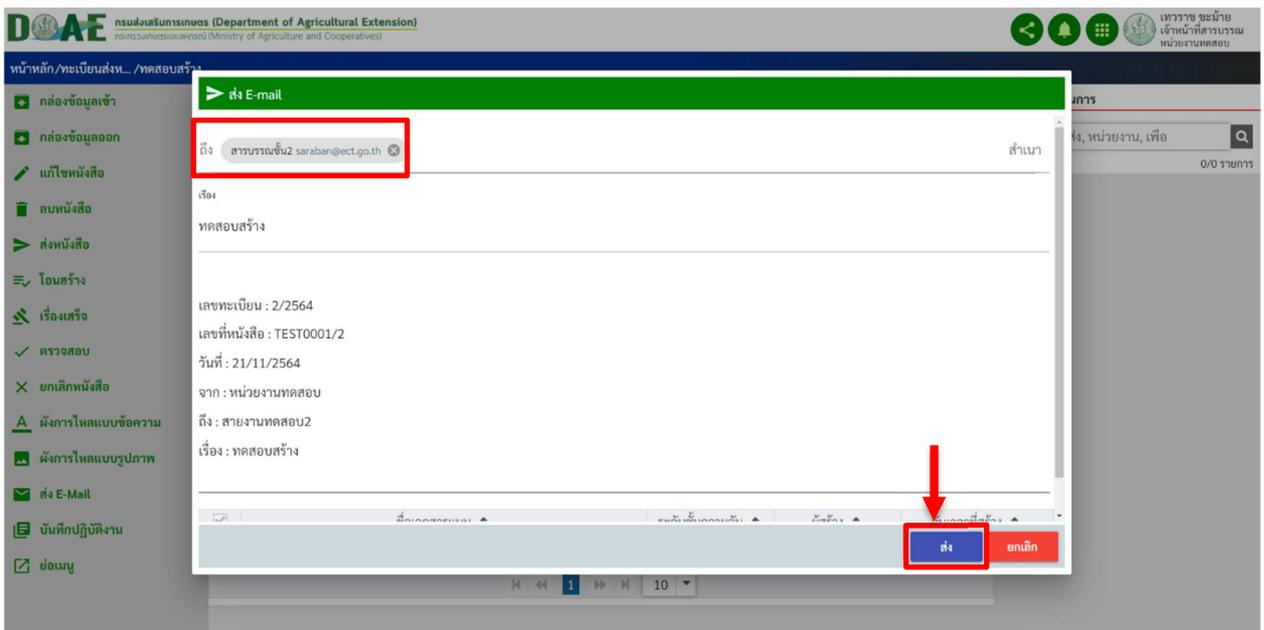 DOAE
กรมส่งเสริมการเกษตร (Department of Agricultural Extension)
กระทรวงเกษตรและสหกรณ์ (Ministry of Agriculture and Cooperatives)
เทวราช ชะม้าย
เจ้าหน้าที่สารบรรณ
หน่วยงานทดสอบ
หน้าหลัก/ทะเบียนส่งห... /ทดสอบสร้าง
กล่องข้อมูลเข้า
กล่องข้อมูลออก
แก้ไขหนังสือ
ลบหนังสือ
ส่งหนังสือ
โอนสร้าง
เรื่องเสร็จ
ตรวจสอบ
ยกเลิกหนังสือ
ผังการไหลแบบข้อความ
ผังการไหลแบบรูปภาพ
ส่ง E-Mail
บันทึกปฏิบัติงาน
ย่อเมนู
ส่ง E-mail
ถึง สารบรรณชั้น2 saraban@ect.go.th
สำเนา
เรื่อง
ทดสอบสร้าง
เลขทะเบียน : 2/2564
เลขที่หนังสือ : TEST0001/2
วันที่ : 21/11/2564
จาก : หน่วยงานทดสอบ
ถึง : สายงานทดสอบ2
เรื่อง : ทดสอบสร้าง
ส่ง
ยกเลิก
หน่วยงาน, เพื่อ
0/0 รายการ
1
10